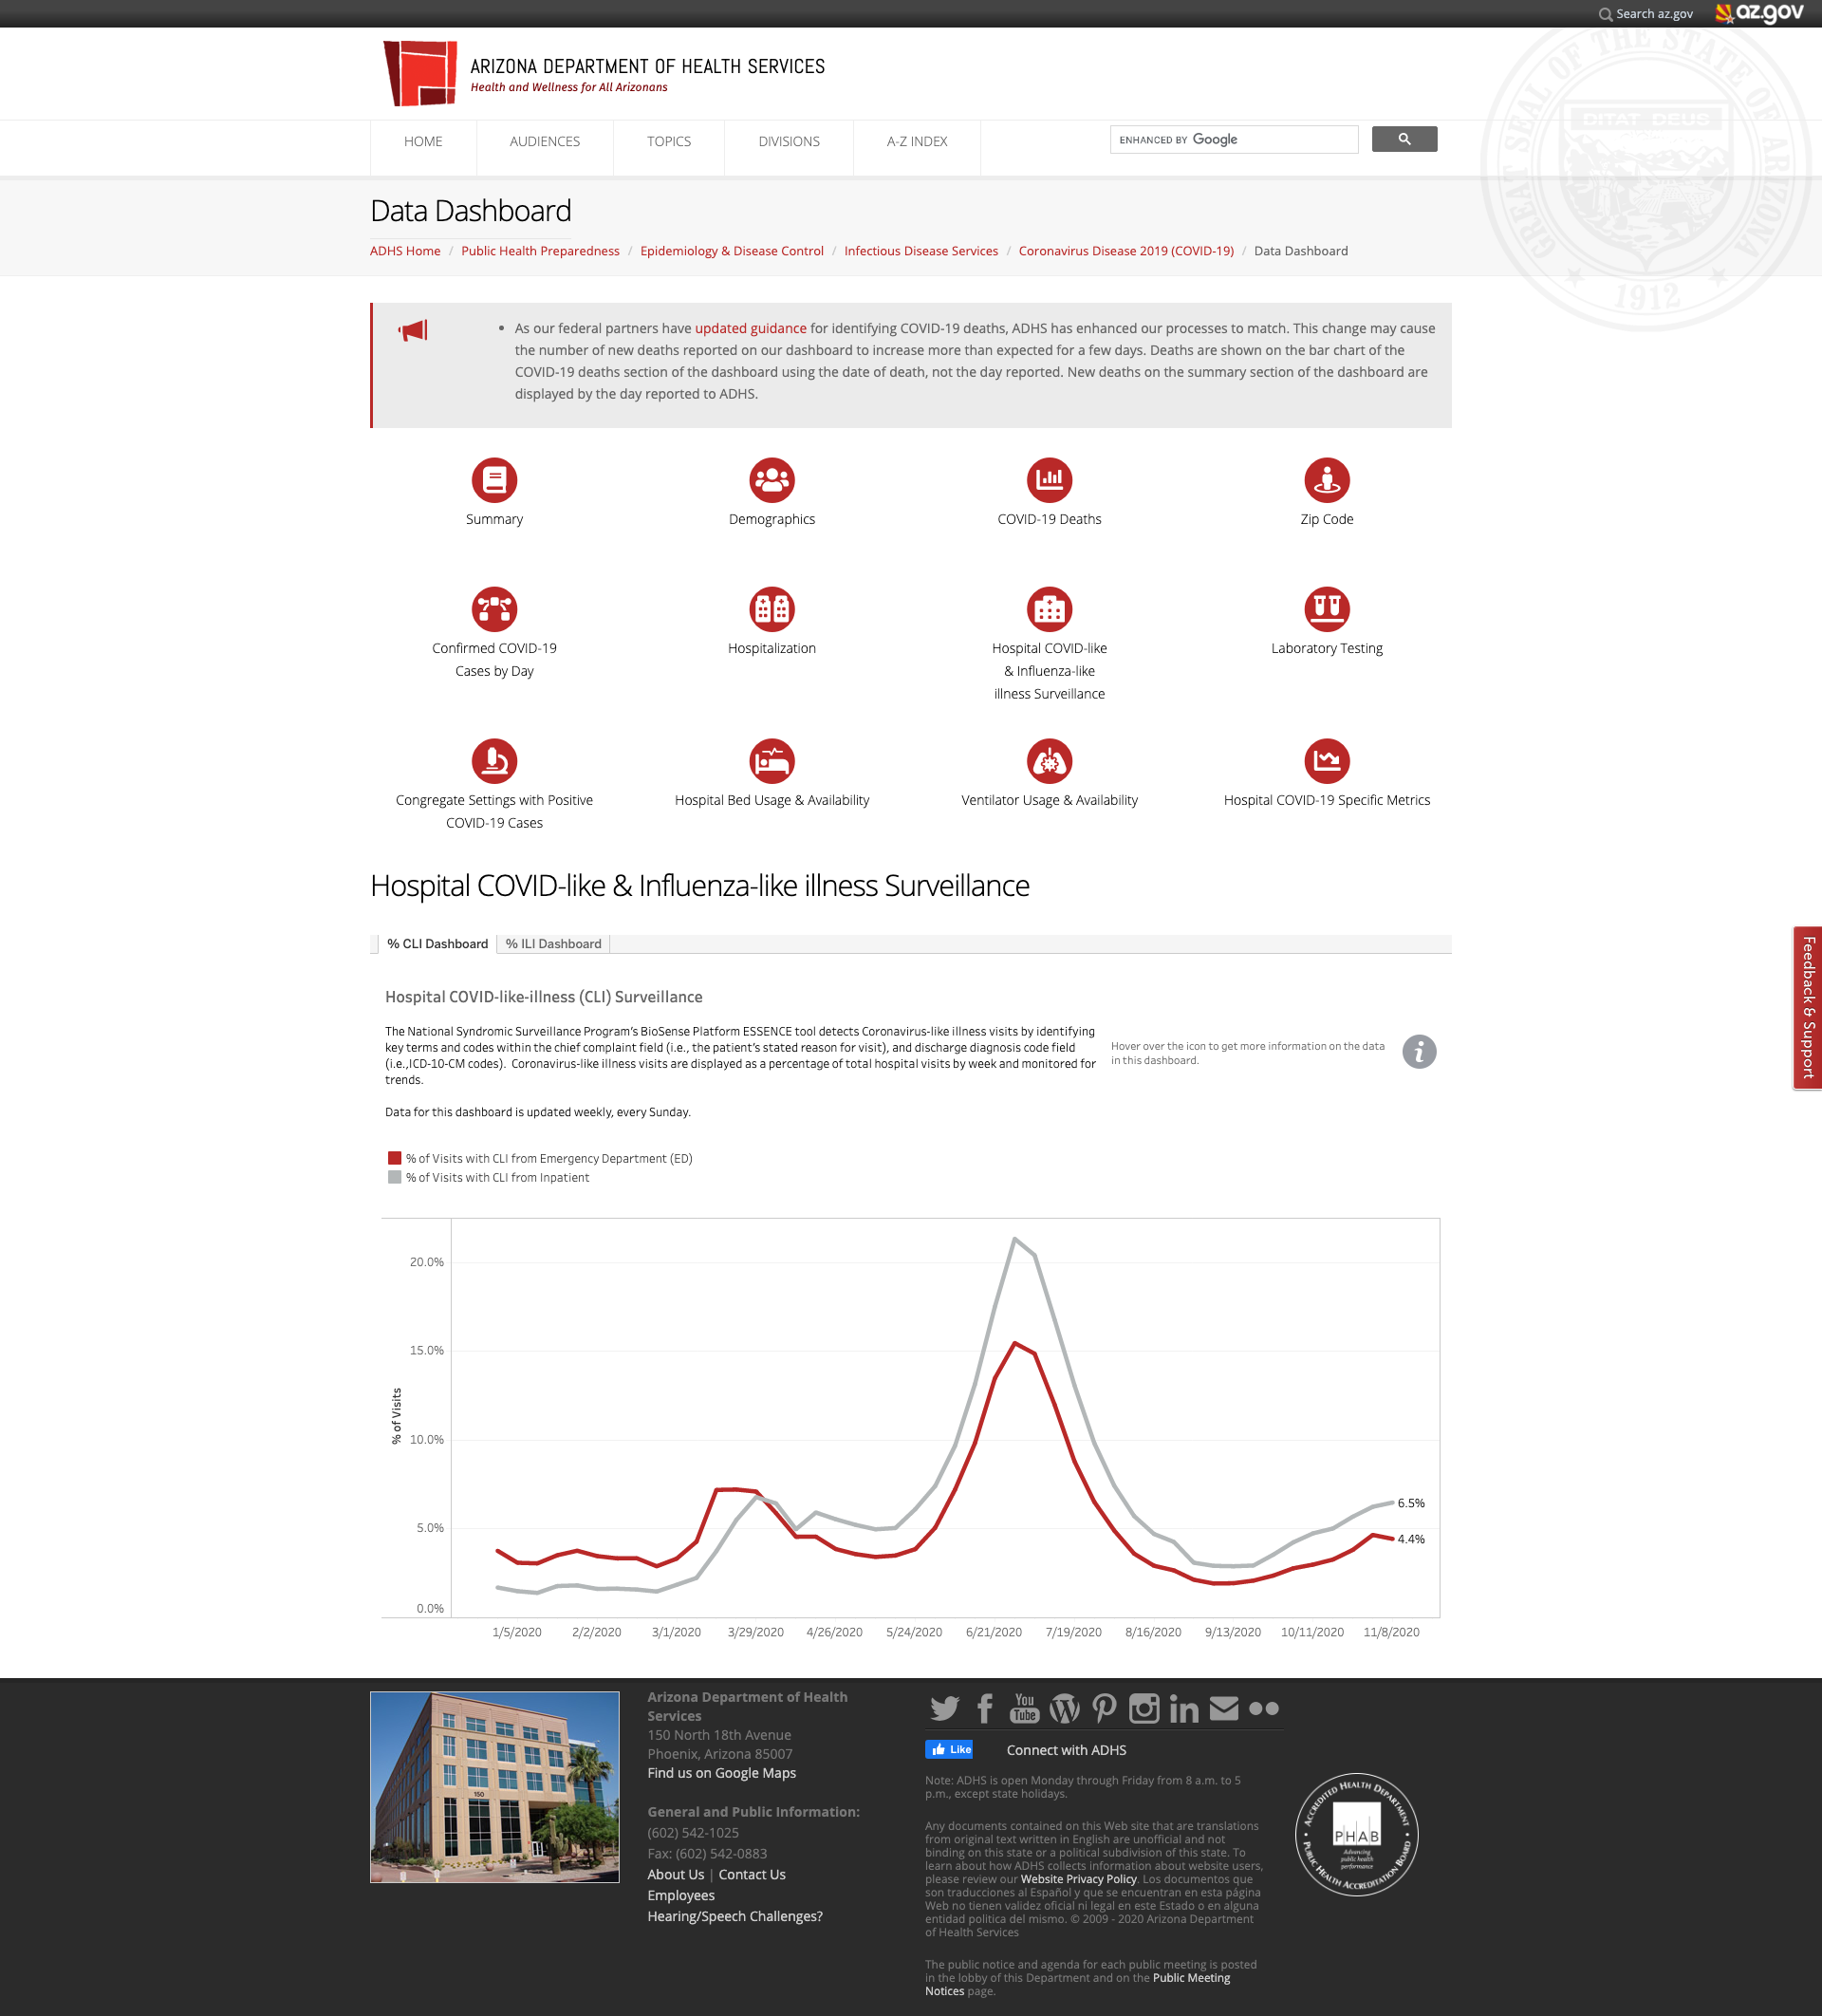 Search az.gov
az.gov
GREAT SEAL OF THE STATE OF ARIZONA
DITAT DEUS
1912
ARIZONA DEPARTMENT OF HEALTH SERVICES
Health and Wellness for All Arizonans
HOME AUDIENCES TOPICS DIVISIONS A-Z INDEX
ENHANCED BY Google
Data Dashboard
ADHS Home / Public Health Preparedness / Epidemiology & Disease Control / Infectious Disease Services / Coronavirus Disease 2019 (COVID-19) / Data Dashboard
• As our federal partners have updated guidance for identifying COVID-19 deaths, ADHS has enhanced our processes to match. This change may cause
the number of new deaths reported on our dashboard to increase more than expected for a few days. Deaths are shown on the bar chart of the
COVID-19 deaths section of the dashboard using the date of death, not the day reported. New deaths on the summary section of the dashboard are
displayed by the day reported to ADHS.
Summary
Demographics
COVID-19 Deaths
Zip Code
Confirmed COVID-19
Cases by Day
Hospitalization
Hospital COVID-like
& Influenza-like
illness Surveillance
Laboratory Testing
Congregate Settings with Positive
COVID-19 Cases
Hospital Bed Usage & Availability
Ventilator Usage & Availability
Hospital COVID-19 Specific Metrics
Hospital COVID-like & Influenza-like illness Surveillance
% CLI Dashboard % ILI Dashboard
Feedback & Support
Hospital COVID-like-illness (CLI) Surveillance
The National Syndromic Surveillance Program's BioSense Platform ESSENCE tool detects Coronavirus-like illness visits by identifying
key terms and codes within the chief complaint field (i.e., the patient's stated reason for visit), and discharge diagnosis code field
(i.e.,ICD-10-CM codes).  Coronavirus-like illness visits are displayed as a percentage of total hospital visits by week and monitored for
trends.
Data for this dashboard is updated weekly, every Sunday.
Hover over the icon to get more information on the data
in this dashboard.
i
% of Visits with CLI from Emergency Department (ED)
% of Visits with CLI from Inpatient
% of Visits
20.0%
15.0%
10.0%
5.0%
0.0%
6.5%
4.4%
1/5/2020 2/2/2020 3/1/2020 3/29/2020 4/26/2020 5/24/2020 6/21/2020 7/19/2020 8/16/2020 9/13/2020 10/11/2020 11/8/2020
150
Arizona Department of Health
Services
150 North 18th Avenue
Phoenix, Arizona 85007
Find us on Google Maps
General and Public Information:
(602) 542-1025
Fax: (602) 542-0883
About Us | Contact Us
Employees
Hearing/Speech Challenges?
You
Tube
Like
Connect with ADHS
Note: ADHS is open Monday through Friday from 8 a.m. to 5
p.m., except state holidays.
Any documents contained on this Web site that are translations
from original text written in English are unofficial and not
binding on this state or a political subdivision of this state. To
learn about how ADHS collects information about website users,
please review our Website Privacy Policy. Los documentos que
son traducciones al Español y que se encuentran en esta página
Web no tienen validez oficial ni legal en este Estado o en alguna
entidad politica del mismo. © 2009 - 2020 Arizona Department
of Health Services
The public notice and agenda for each public meeting is posted
in the lobby of this Department and on the Public Meeting
Notices page.
ACCREDITED HEALTH DEPARTMENT
PHAB
Advancing
public health
performance
PUBLIC HEALTH ACCREDITATION BOARD